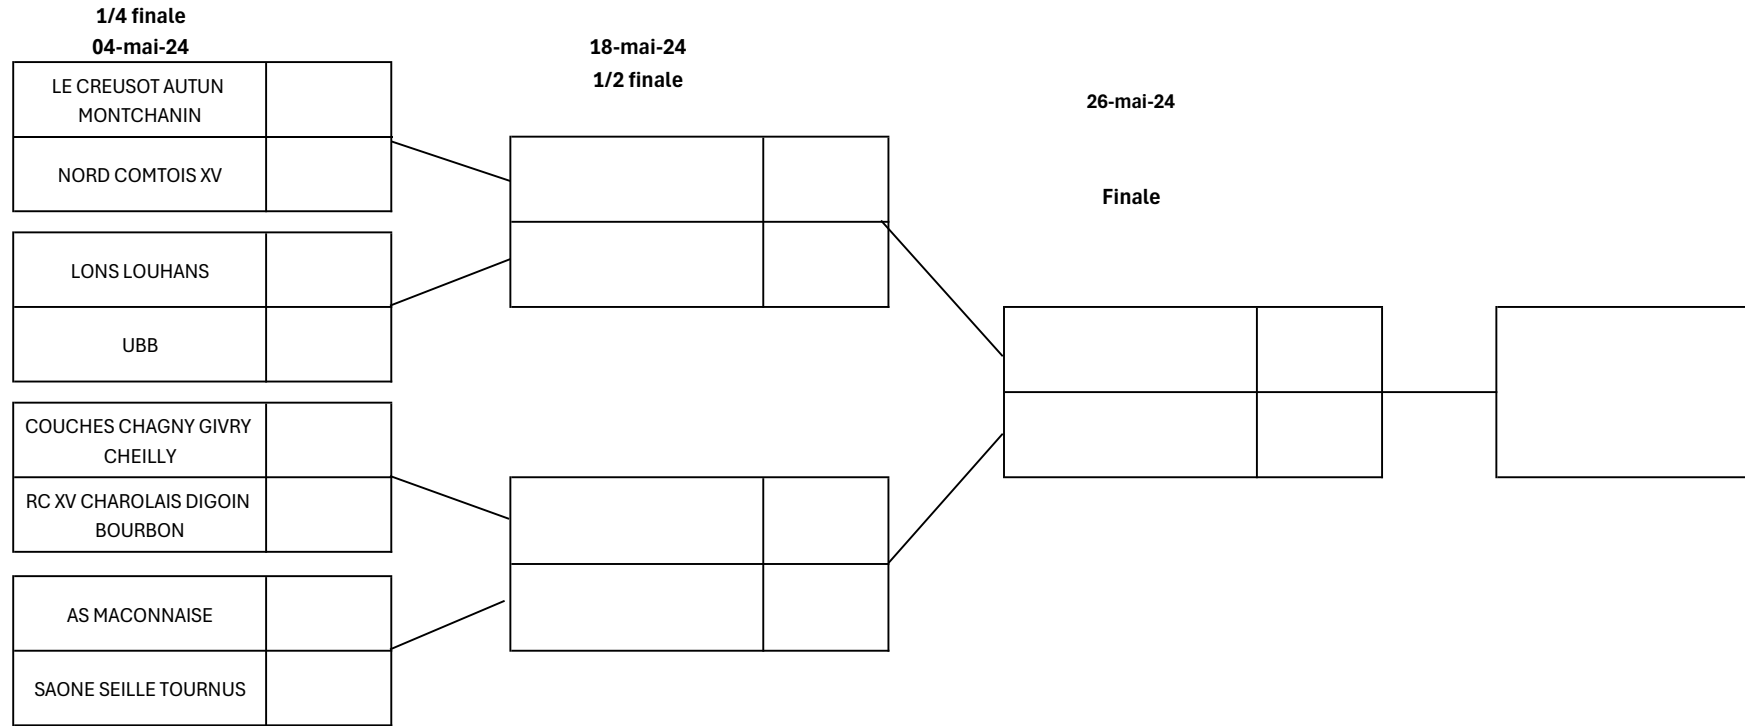 1/4 finale
04-mai-24
LE CREUSOT AUTUN
MONTCHANIN
NORD COMTOIS XV
LONS LOUHANS
UBB
COUCHES CHAGNY GIVRY
CHEILLY
RC XV CHAROLAIS DIGOIN
BOURBON
AS MACONNAISE
SAONE SEILLE TOURNUS
18-mai-24
1/2 finale
26-mai-24
Finale